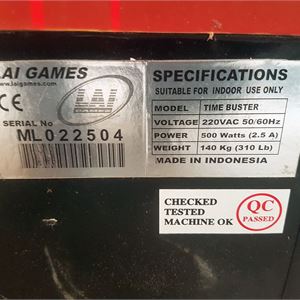 LAI GAMES
www.laigames.com
CE
LAI
GAMES
SERIAL No
ML022504
SPECIFICATIONS
SUITABLE FOR INDOOR USE ONLY
MODEL TIME BUSTER
VOLTAGE 220VAC 50/60Hz
POWER 500 Watts (2.5 A)
WEIGHT 140 Kg (310 Lb)
MADE IN INDONESIA
CHECKED
TESTED
MACHINE OK
QC
PASSED